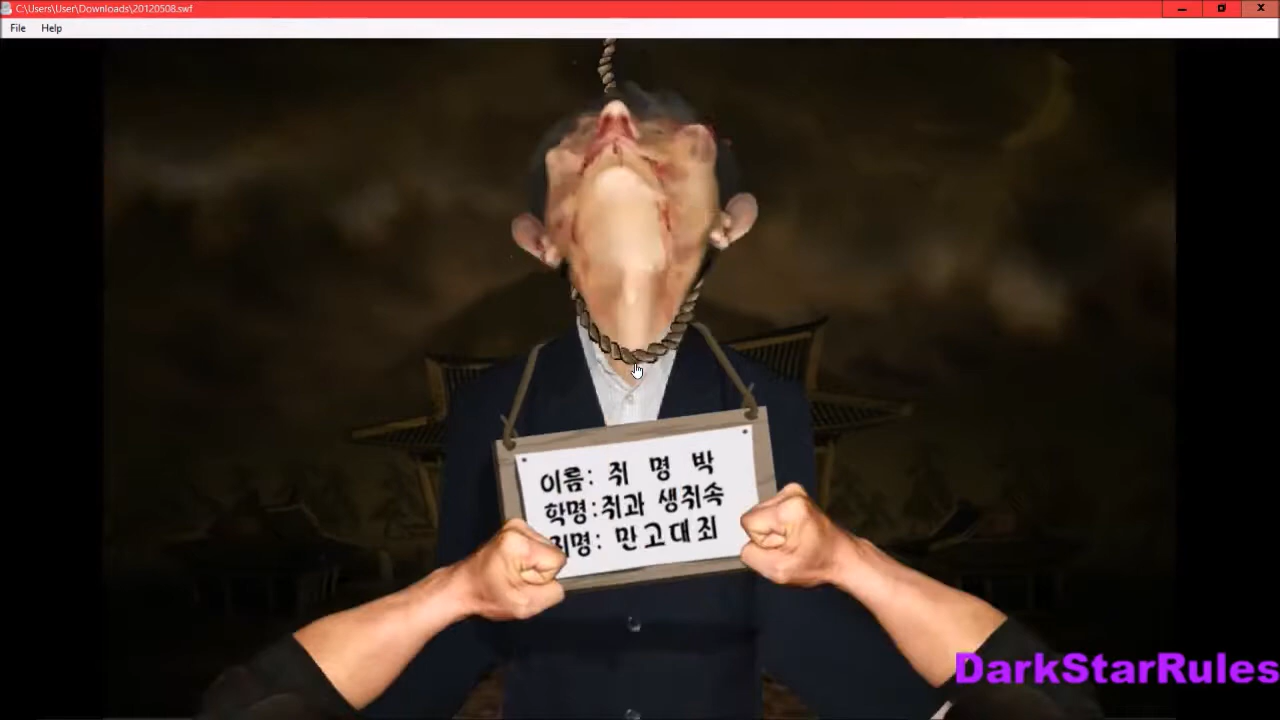 C:\Users\User\Downloads\20120508.swf
File Help
이름: 쥐 명 박
학명:쥐과 생쥐속
죄명: 만고대죄
DarkStarRules